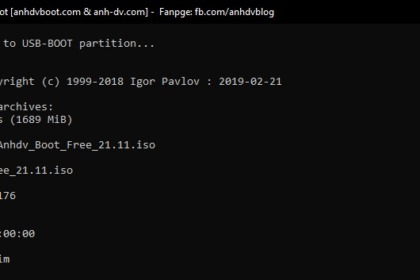 ot [anhdvboot.com & anh-dv.com] - Fanpge: fb.com/anhdvblog
to USB-BOOT partition...
yright (c) 1999-2018 Igor Pavlov : 2019-02-21
archives:
s (1689 MiB)
Anhdv_Boot_Free_21.11.iso
ee_21.11.iso
176
:00:00
im